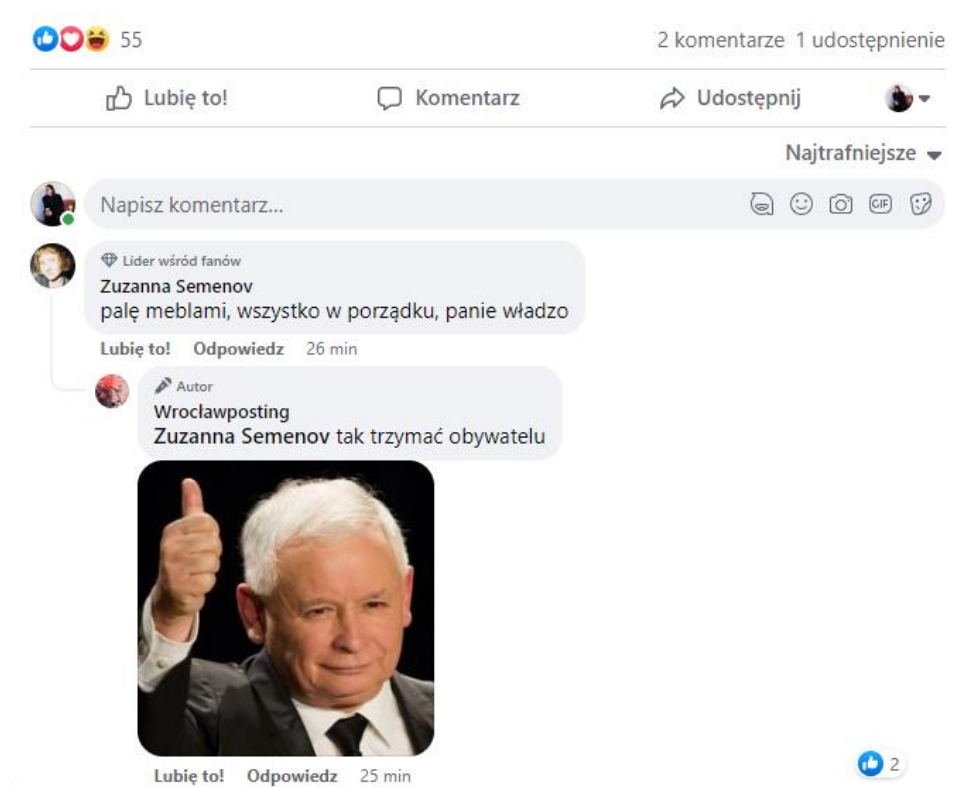 55
2 komentarze 1 udostępnienie
Lubię to! Komentarz Udostępnij
Najtrafniejsze
Napisz komentarz...
GIF
Lider wśród fanów
Zuzanna Semenov
palę meblami, wszystko w porządku, panie władzo
Lubię to! Odpowiedz 26 min
Autor
Wroclawposting
Zuzanna Semenov tak trzymać obywatelu
Lubię to! Odpowiedz 25 min
2